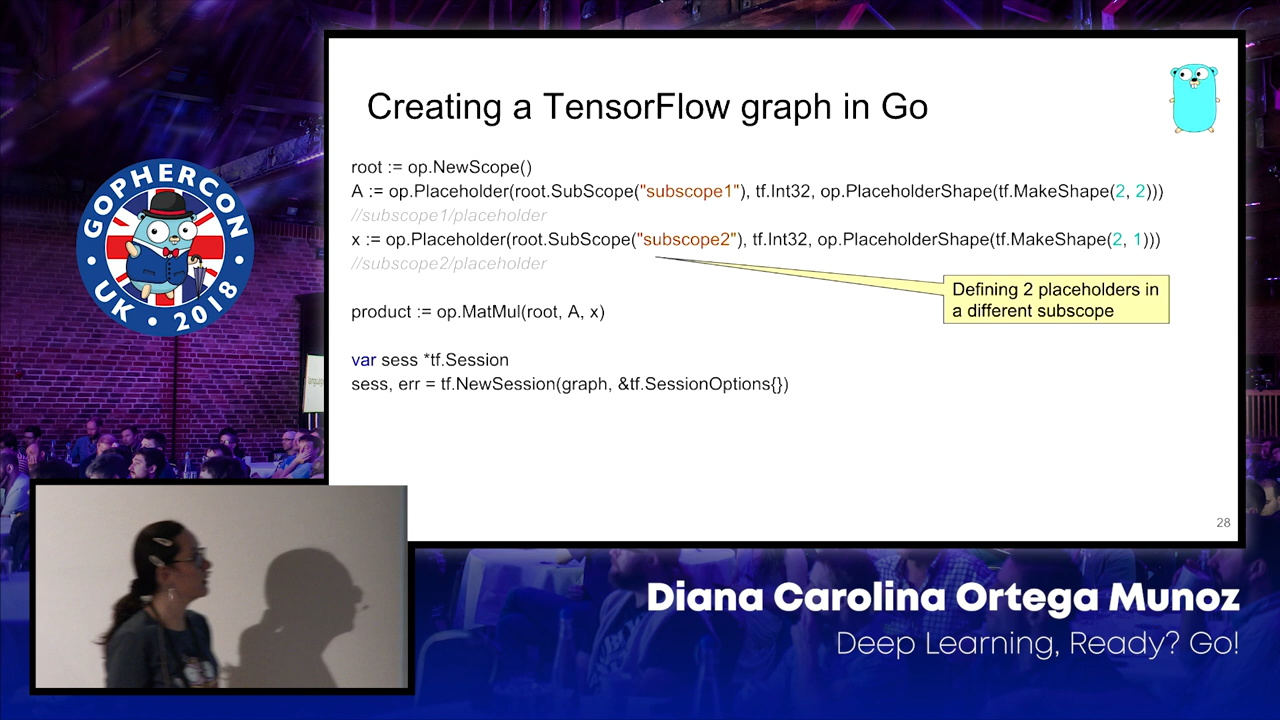 GOPHERCON
UK • 2018
Creating a TensorFlow graph in Go
root := op.NewScope()
A := op.Placeholder(root.SubScope("subscope1"), tf.Int32, op.PlaceholderShape(tf.MakeShape(2, 2)))
//subscope1/placeholder
x := op.Placeholder(root.SubScope("subscope2"), tf.Int32, op.PlaceholderShape(tf.MakeShape(2, 1)))
//subscope2/placeholder
Defining 2 placeholders in
a different subscope
product := op.MatMul(root, A, x)
var sess *tf.Session
sess, err = tf.NewSession(graph, &tf.SessionOptions{})
28
Diana Carolina Ortega Munoz
Deep Learning, Ready? Go!